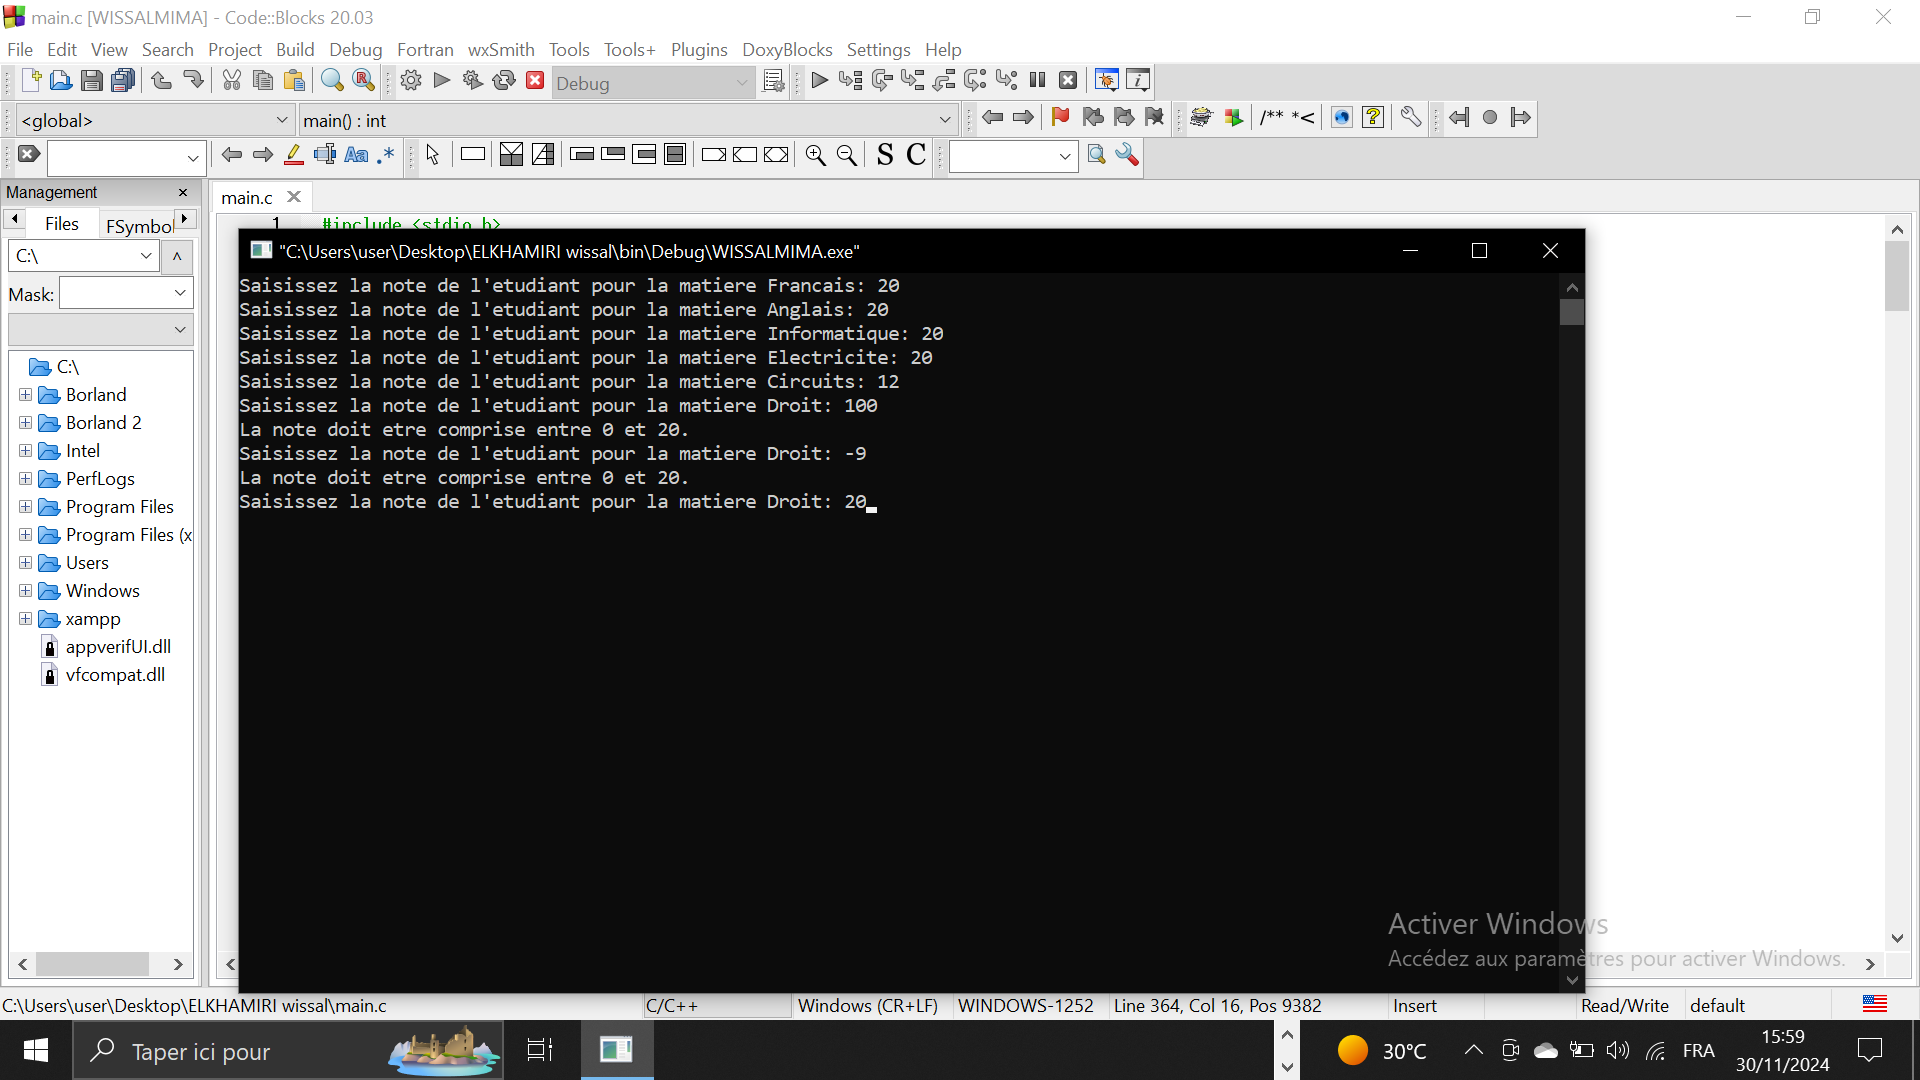 main.c [WISSALMIMA] - Code::Blocks 20.03
File Edit View Search Project Build Debug Fortran wxSmith Tools Tools+ Plugins DoxyBlocks Settings Help
Debug
<global> main() : int
/** *<
Aa .* S C
Management
main.c
Files FSymbol
1 #include <stdio.h>
C:\
Mask:
C:\
Borland
Borland 2
Intel
PerfLogs
Program Files
Program Files (x
Users
Windows
xampp
appverifUI.dll
vfcompat.dll
"C:\Users\user\Desktop\ELKHAMIRI wissal\bin\Debug\WISSALMIMA.exe"
Saisissez la note de l'etudiant pour la matiere Francais: 20
Saisissez la note de l'etudiant pour la matiere Anglais: 20
Saisissez la note de l'etudiant pour la matiere Informatique: 20
Saisissez la note de l'etudiant pour la matiere Electricite: 20
Saisissez la note de l'etudiant pour la matiere Circuits: 12
Saisissez la note de l'etudiant pour la matiere Droit: 100
La note doit etre comprise entre 0 et 20.
Saisissez la note de l'etudiant pour la matiere Droit: -9
La note doit etre comprise entre 0 et 20.
Saisissez la note de l'etudiant pour la matiere Droit: 20
Activer Windows
Accédez aux paramètres pour activer Windows.
C:\Users\user\Desktop\ELKHAMIRI wissal\main.c C/C++ Windows (CR+LF) WINDOWS-1252 Line 364, Col 16, Pos 9382 Insert Read/Write default
Taper ici pour 30°C FRA 15:59
30/11/2024